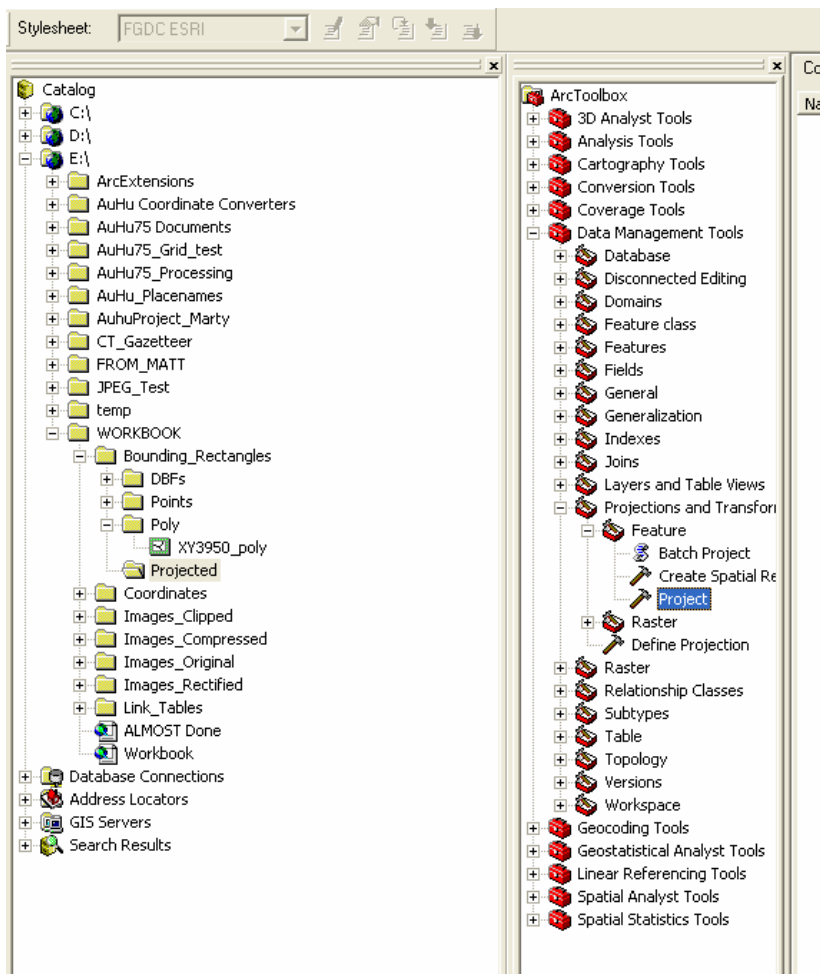 Stylesheet: FGDC ESRI
Catalog
C:\
D:\
E:\
ArcExtensions
AuHu Coordinate Converters
AuHu75 Documents
AuHu75_Grid_test
AuHu75_Processing
AuHu_Placenames
AuhuProject_Marty
CT_Gazetteer
FROM_MATT
JPEG_Test
temp
WORKBOOK
Bounding_Rectangles
DBFs
Points
Poly
XY3950_poly
Projected
Coordinates
Images_Clipped
Images_Compressed
Images_Original
Images_Rectified
Link_Tables
ALMOST Done
Workbook
Database Connections
Address Locators
GIS Servers
Search Results
ArcToolbox
3D Analyst Tools
Analysis Tools
Cartography Tools
Conversion Tools
Coverage Tools
Data Management Tools
Database
Disconnected Editing
Domains
Feature class
Features
Fields
General
Generalization
Indexes
Joins
Layers and Table Views
Projections and Transforr
Feature
Batch Project
Create Spatial Re
Project
Raster
Define Projection
Raster
Relationship Classes
Subtypes
Table
Topology
Versions
Workspace
Geocoding Tools
Geostatistical Analyst Tools
Linear Referencing Tools
Spatial Analyst Tools
Spatial Statistics Tools
Co
Na